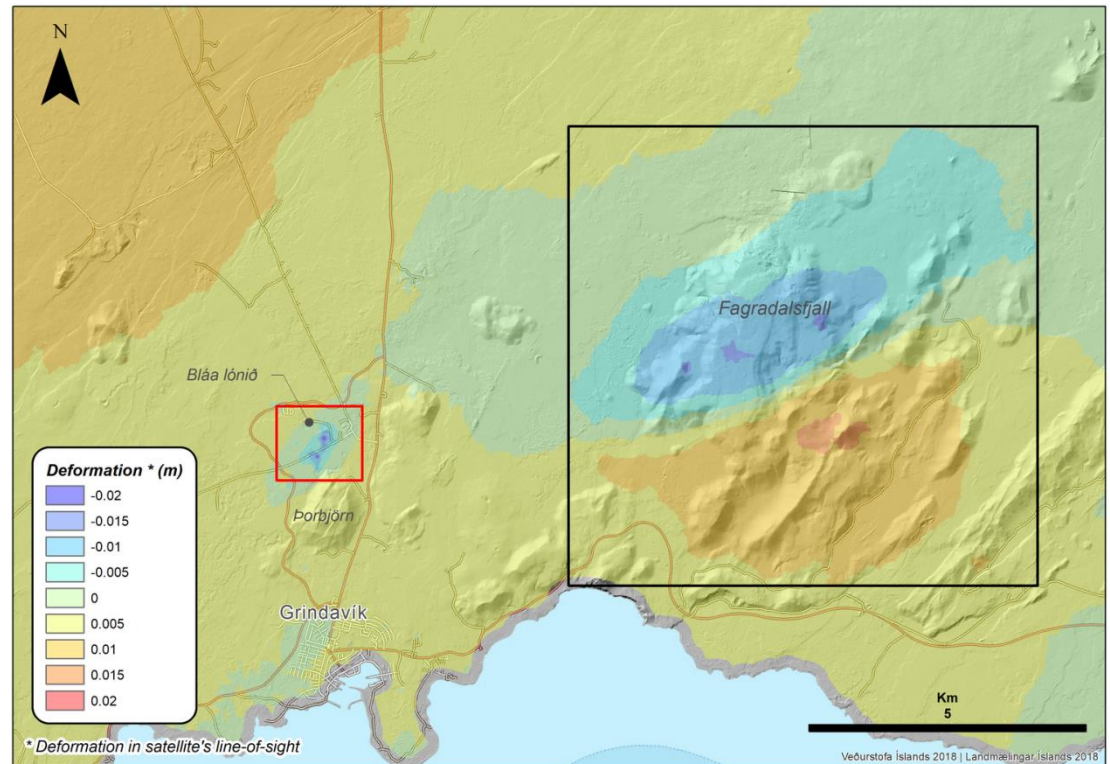 N
Fagradalsfjall
Bláa lónið
Þorbjörn
Grindavík
Deformation * (m)
-0.02
-0.015
-0.01
-0.005
0
0.005
0.01
0.015
0.02
* Deformation in satellite's line-of-sight
Km
5
Veðurstofa Íslands 2018 | Landmælingar Íslands 2018